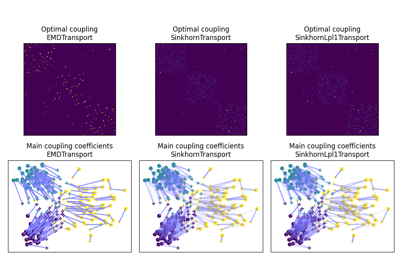 Optimal coupling
EMDTransport
Optimal coupling
SinkhornTransport
Optimal coupling
SinkhornLpl1Transport
Main coupling coefficients
EMDTransport
Main coupling coefficients
SinkhornTransport
Main coupling coefficients
SinkhornLpl1Transport